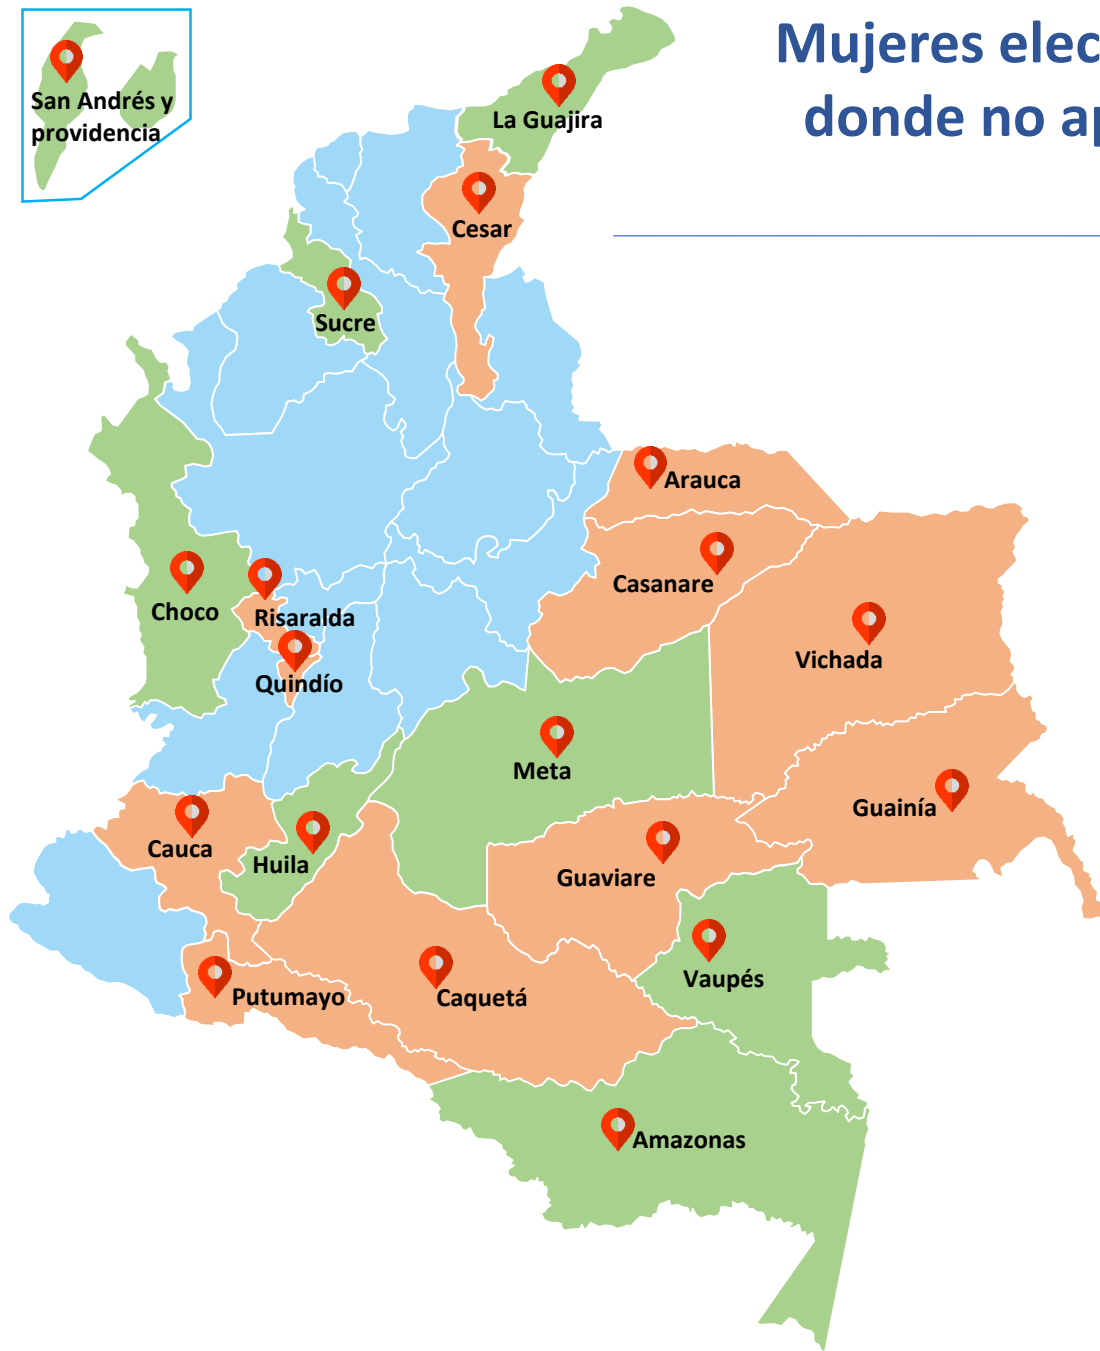 Mujeres elec
donde no ap
San Andrés y
providencia
La Guajira
Cesar
Sucre
Arauca
Casanare
Choco
Risaralda
Vichada
Quindío
Meta
Guainía
Cauca
Huila
Guaviare
Vaupés
Putumayo
Caquetá
Amazonas